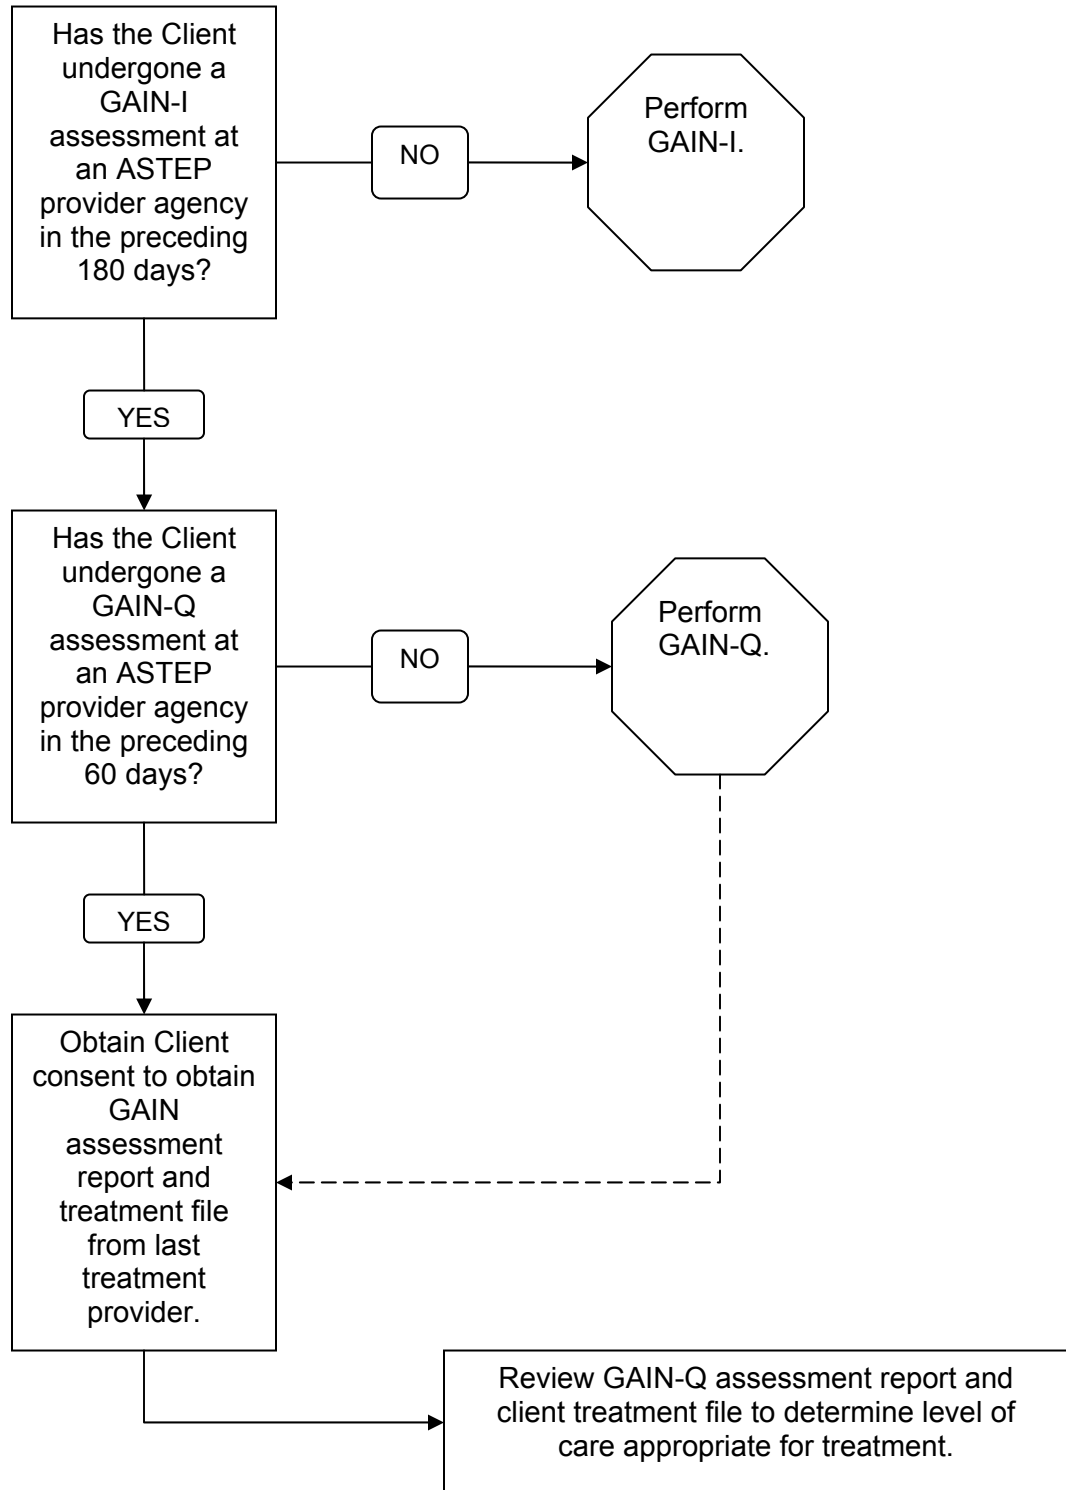 Has the Client
undergone a
GAIN-I
assessment at
an ASTEP
provider agency
in the preceding
180 days?
NO
Perform
GAIN-I.
YES
Has the Client
undergone a
GAIN-Q
assessment at
an ASTEP
provider agency
in the preceding
60 days?
NO
Perform
GAIN-Q.
YES
Obtain Client
consent to obtain
GAIN
assessment
report and
treatment file
from last
treatment
provider.
Review GAIN-Q assessment report and
client treatment file to determine level of
care appropriate for treatment.